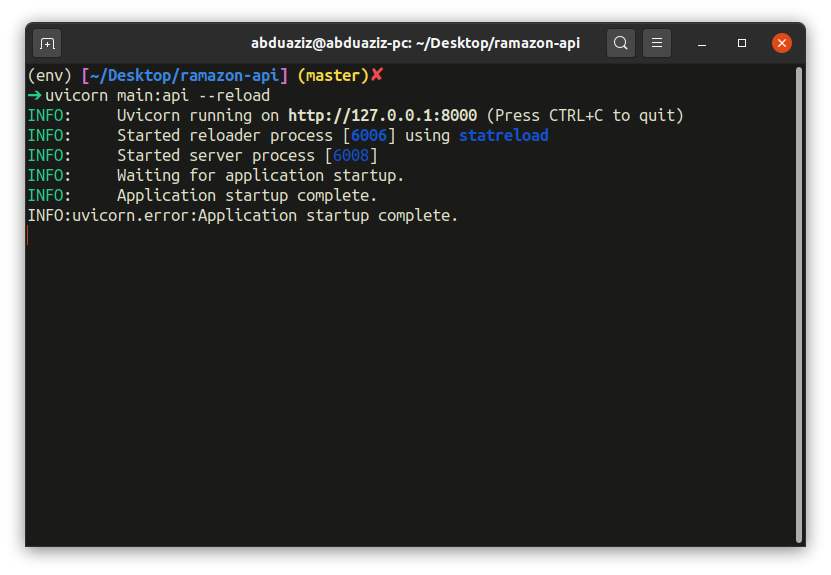 abduaziz@abduaziz-pc: ~/Desktop/ramazon-api
(env) [~/Desktop/ramazon-api] (master)✘
➜uvicorn main:api --reload
INFO:     Uvicorn running on http://127.0.0.1:8000 (Press CTRL+C to quit)
INFO:     Started reloader process [6006] using statreload
INFO:     Started server process [6008]
INFO:     Waiting for application startup.
INFO:     Application startup complete.
INFO:uvicorn.error:Application startup complete.